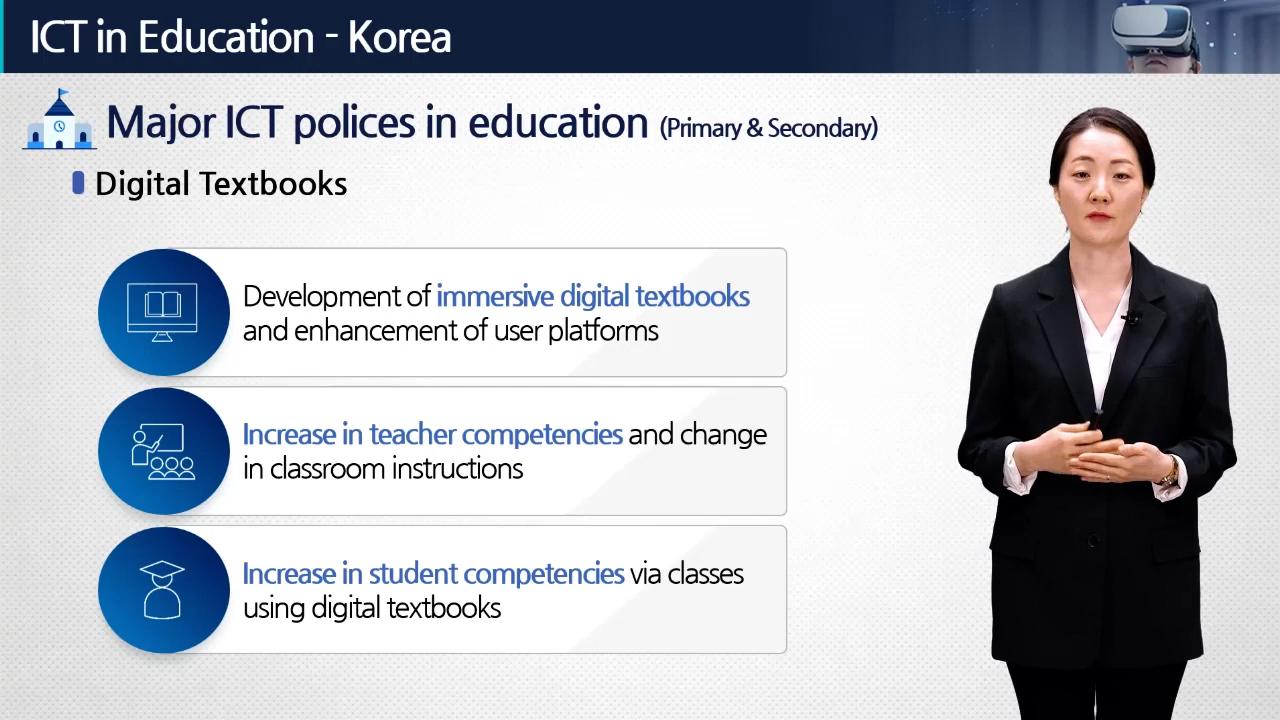 ICT in Education - Korea
Major ICT polices in education (Primary & Secondary)
Digital Textbooks
Development of immersive digital textbooks
and enhancement of user platforms
Increase in teacher competencies and change
in classroom instructions
Increase in student competencies via classes
using digital textbooks